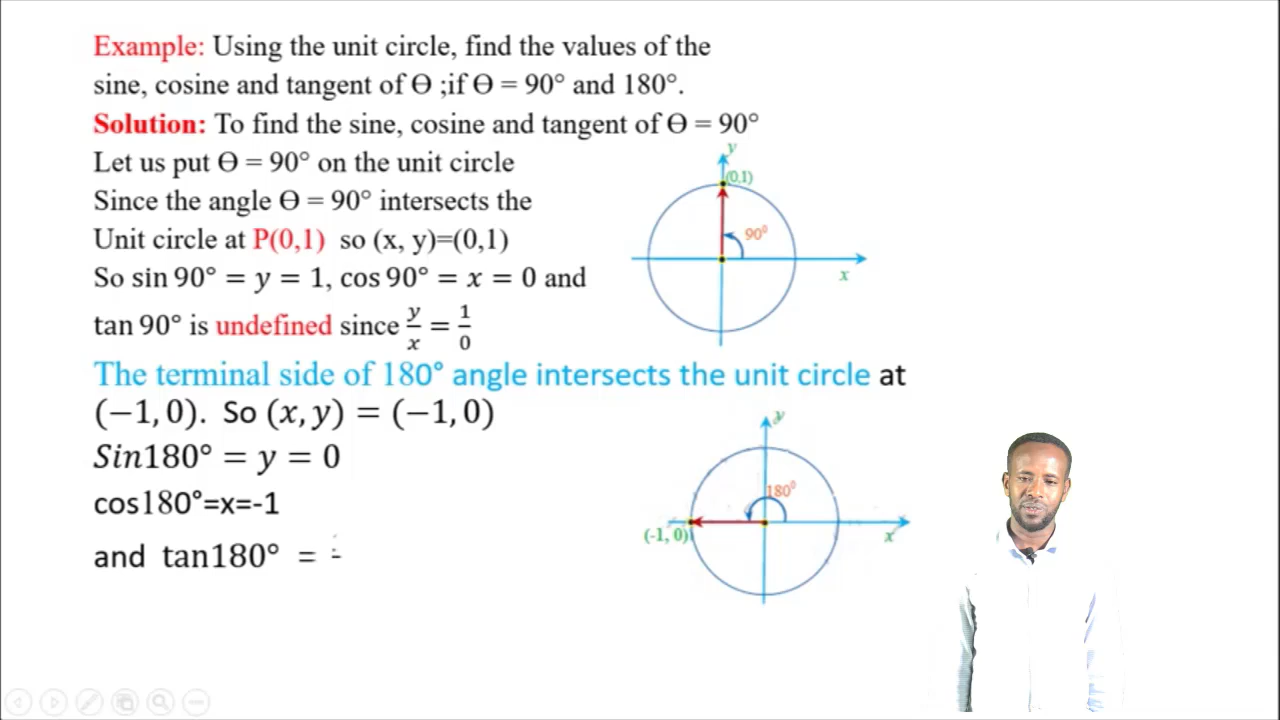 Example: Using the unit circle, find the values of the
sine, cosine and tangent of Ө ;if Ө = 90° and 180°.
Solution: To find the sine, cosine and tangent of Ө = 90°
Let us put Ө = 90° on the unit circle
Since the angle Ө = 90° intersects the
Unit circle at P(0,1) so (x, y)=(0,1)
So sin 90° = y = 1, cos 90° = x = 0 and
tan 90° is undefined since y/x = 1/0
y
(0,1)
90⁰
x
The terminal side of 180° angle intersects the unit circle at
(−1, 0). So (x, y) = (−1, 0)
Sin180° = y = 0
cos180°=x=-1
and tan180° =
y
180⁰
(-1, 0)
x